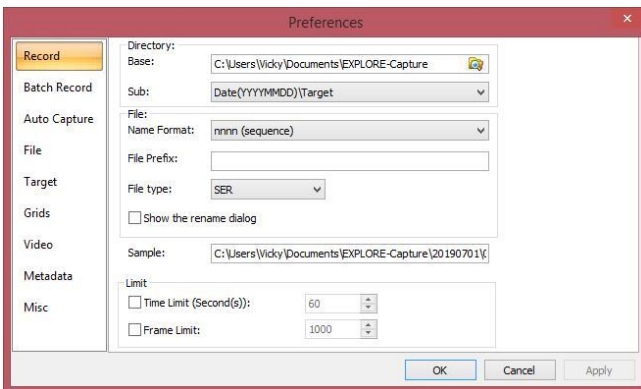 Preferences
Record
Batch Record
Auto Capture
File
Target
Grids
Video
Metadata
Misc
Directory:
Base: C:\Users\Vicky\Documents\EXPLORE-Capture
Sub: Date(YYYYMMDD)\Target
File:
Name Format: nnnn (sequence)
File Prefix:
File type: SER
Show the rename dialog
Sample: C:\Users\Vicky\Documents\EXPLORE-Capture\20190701\
Limit
Time Limit (Second(s)): 60
Frame Limit: 1000
OK Cancel Apply